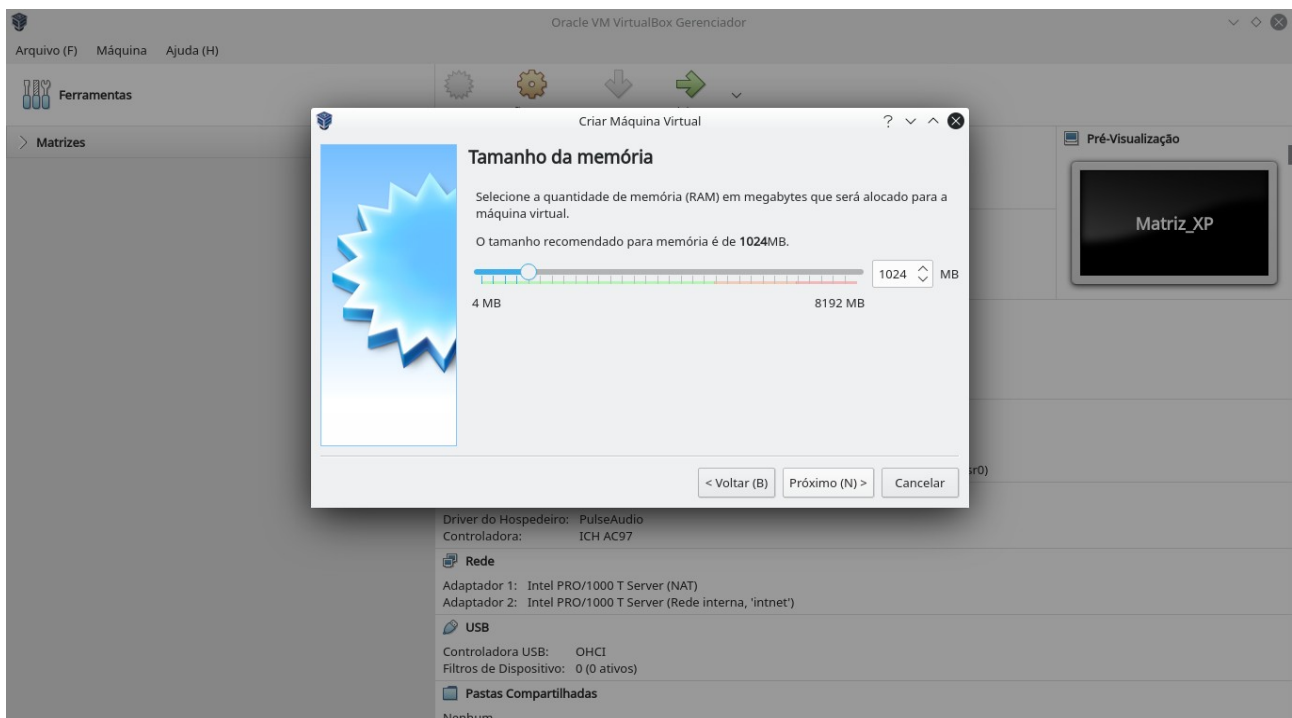 Oracle VM VirtualBox Gerenciador
Arquivo (F) Máquina Ajuda (H)
Ferramentas
Matrizes
Criar Máquina Virtual
Tamanho da memória
Selecione a quantidade de memória (RAM) em megabytes que será alocado para a
máquina virtual.
O tamanho recomendado para memória é de 1024MB.
1024 MB
4 MB 8192 MB
< Voltar (B) Próximo (N) > Cancelar
Pré-Visualização
Matriz_XP
sr0)
Driver do Hospedeiro: PulseAudio
Controladora: ICH AC97
Rede
Adaptador 1: Intel PRO/1000 T Server (NAT)
Adaptador 2: Intel PRO/1000 T Server (Rede interna, 'intnet')
USB
Controladora USB: OHCI
Filtros de Dispositivo: 0 (0 ativos)
Pastas Compartilhadas
Nenhum